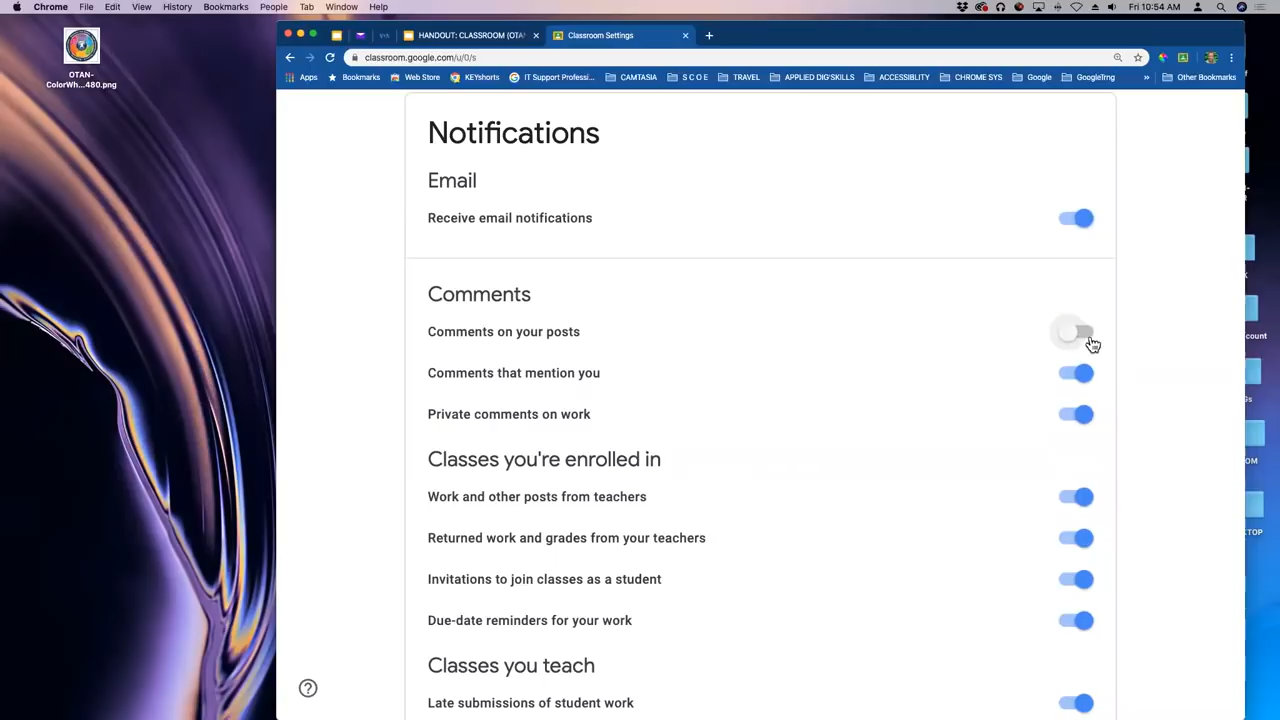 Chrome File Edit View History Bookmarks People Tab Window Help Fri 10:54 AM
HANDOUT: CLASSROOM (OTAN Classroom Settings
classroom.google.com/u/0/s
Apps Bookmarks Web Store KEYshorts IT Support Professi... CAMTASIA S C O E TRAVEL APPLIED DIG'SKILLS ACCESSIBLITY CHROME SYS Google GoogleTrng » Other Bookmarks
OTAN-
ColorWh...480.png
Notifications
Email
Receive email notifications
Comments
Comments on your posts
Comments that mention you
Private comments on work
Classes you're enrolled in
Work and other posts from teachers
Returned work and grades from your teachers
Invitations to join classes as a student
Due-date reminders for your work
Classes you teach
Late submissions of student work